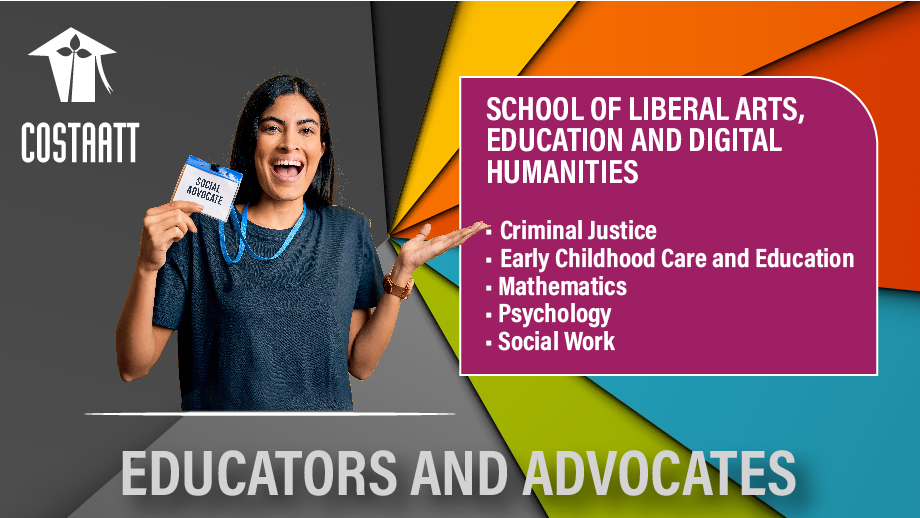 COSTAATT
SOCIAL
ADVOCATE
SCHOOL OF LIBERAL ARTS,
EDUCATION AND DIGITAL
HUMANITIES
▪ Criminal Justice
▪ Early Childhood Care and Education
▪ Mathematics
▪ Psychology
▪ Social Work
EDUCATORS AND ADVOCATES